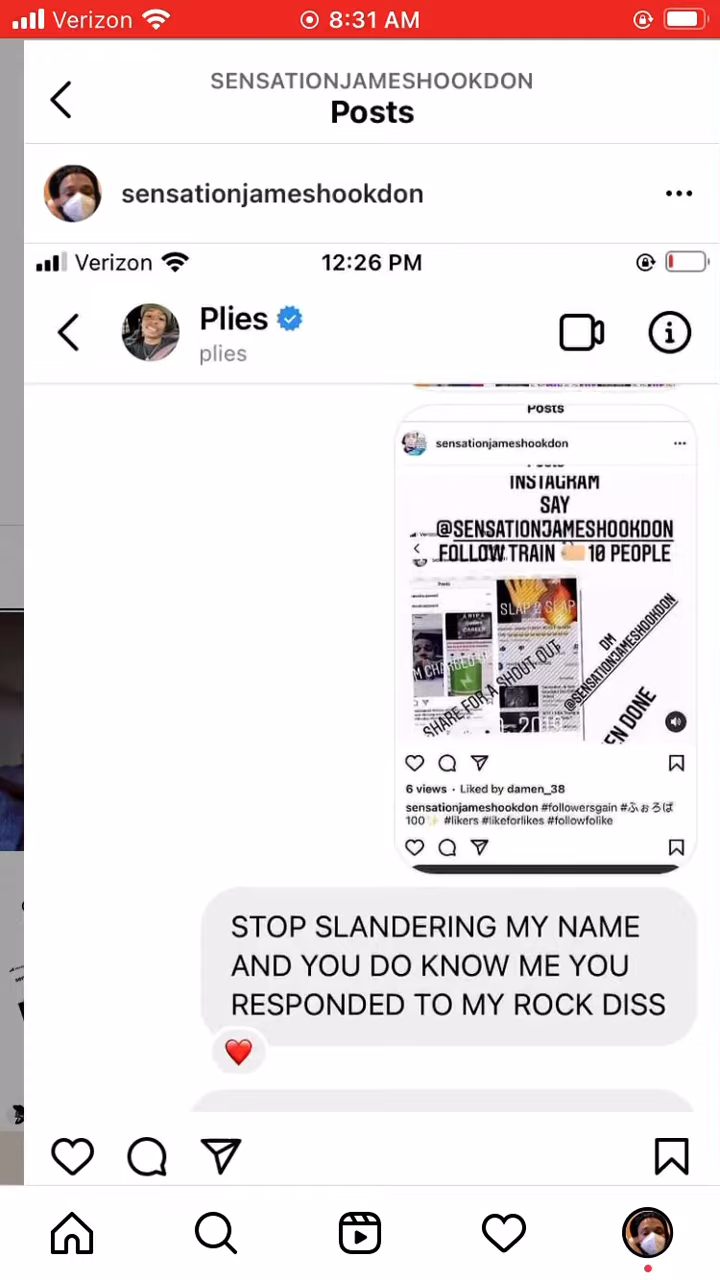 Verizon 8:31 AM
SENSATIONJAMESHOOKDON
Posts
sensationjameshookdon
Verizon 12:26 PM
Plies
plies
Posts
sensationjameshookdon
INSTAGRAM
SAY
@SENSATIONJAMESHOOKDON
FOLLOW TRAIN 10 PEOPLE
SLAP 2 SLAP
M CHARGED
SHARE FOR A SHOUT OUT
DM
@SENSATIONJAMESHOOKDON
EN DONE
6 views · Liked by damen_38
sensationjameshookdon #followersgain #ふぉろば
100✨ #likers #likeforlikes #followfolike
STOP SLANDERING MY NAME
AND YOU DO KNOW ME YOU
RESPONDED TO MY ROCK DISS